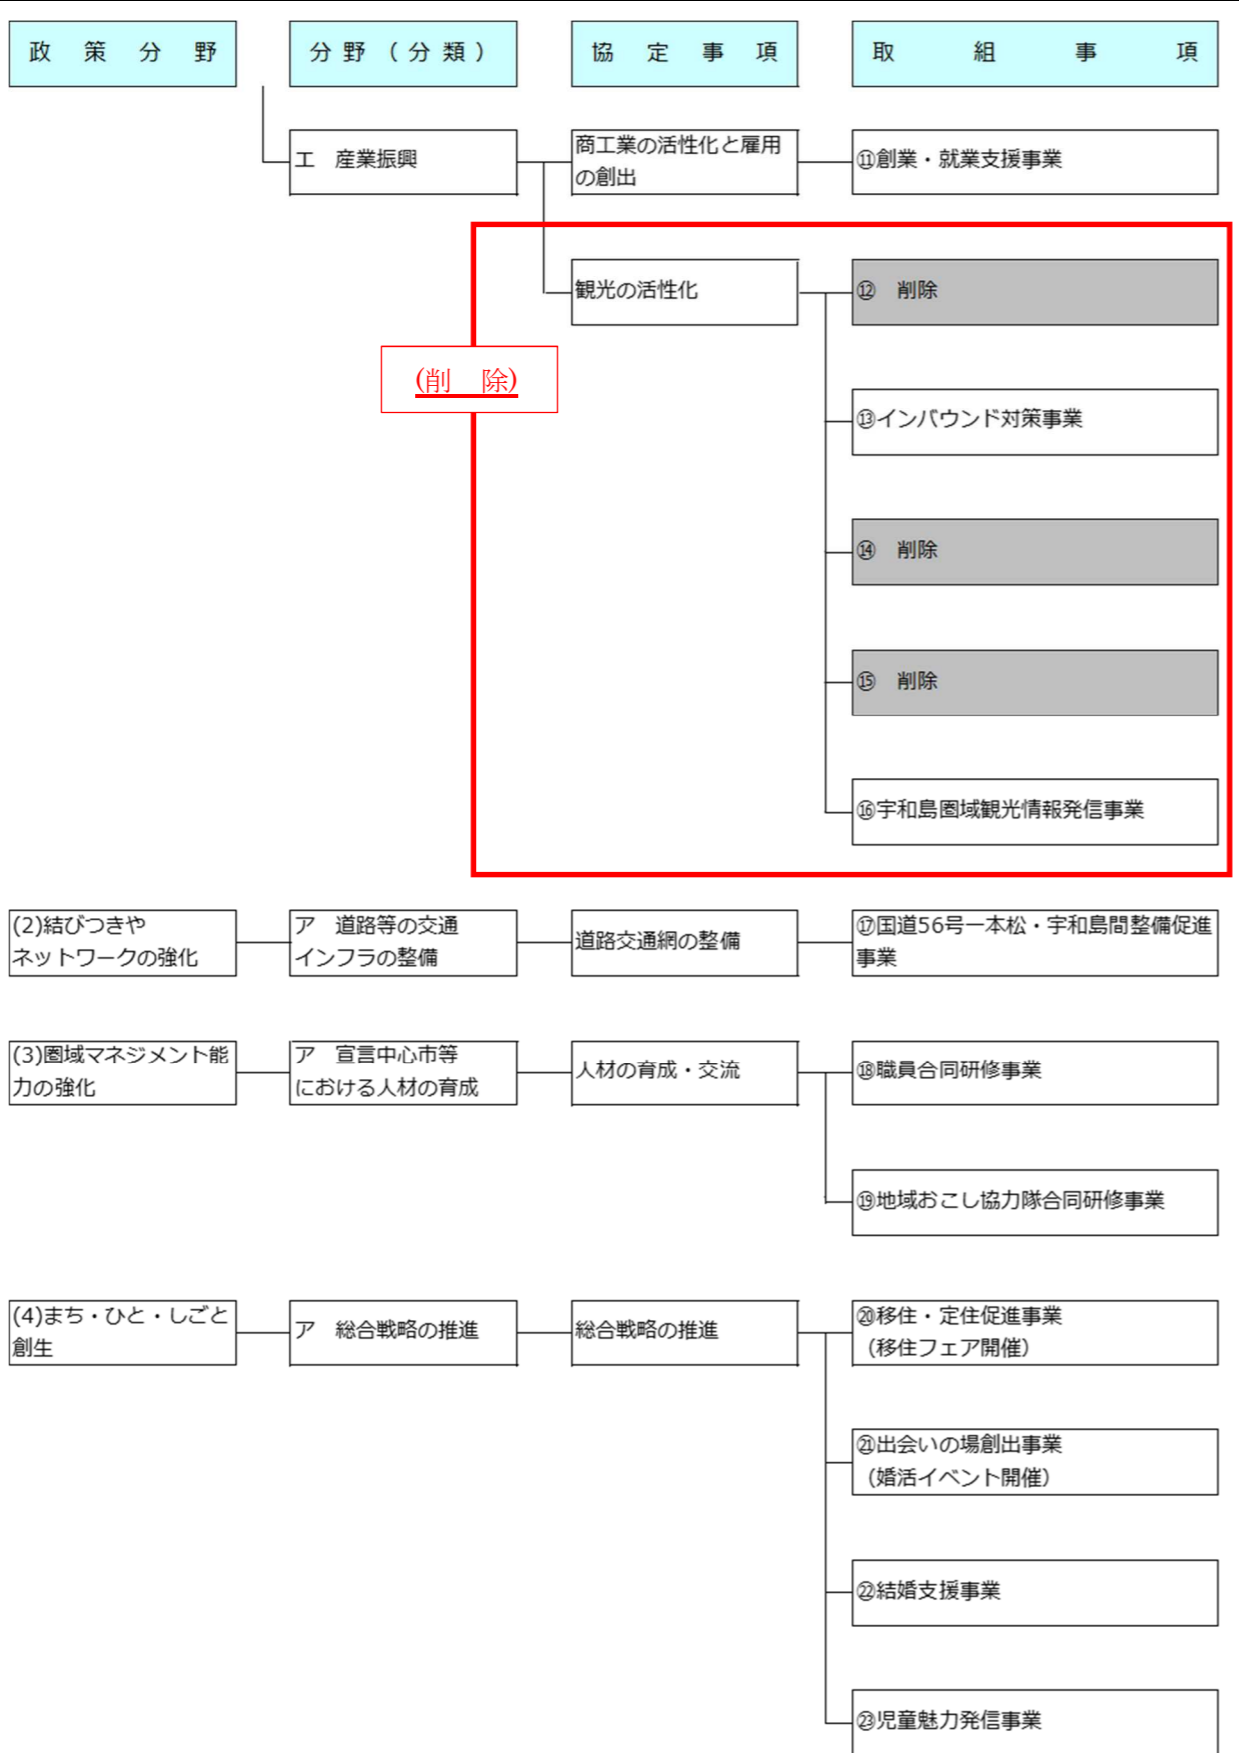 政策分野
分野（分類）
協定事項
取組事項
エ　産業振興
商工業の活性化と雇用
の創出
⑪創業・就業支援事業
観光の活性化
⑫　削除
(削　除)
⑬インバウンド対策事業
⑭　削除
⑮　削除
⑯宇和島圏域観光情報発信事業
(2)結びつきや
ネットワークの強化
ア　道路等の交通
インフラの整備
道路交通網の整備
⑰国道56号一本松・宇和島間整備促進
事業
(3)圏域マネジメント能
力の強化
ア　宣言中心市等
における人材の育成
人材の育成・交流
⑱職員合同研修事業
⑲地域おこし協力隊合同研修事業
(4)まち・ひと・しごと
創生
ア　総合戦略の推進
総合戦略の推進
⑳移住・定住促進事業
（移住フェア開催）
㉑出会いの場創出事業
（婚活イベント開催）
㉒結婚支援事業
㉓児童魅力発信事業